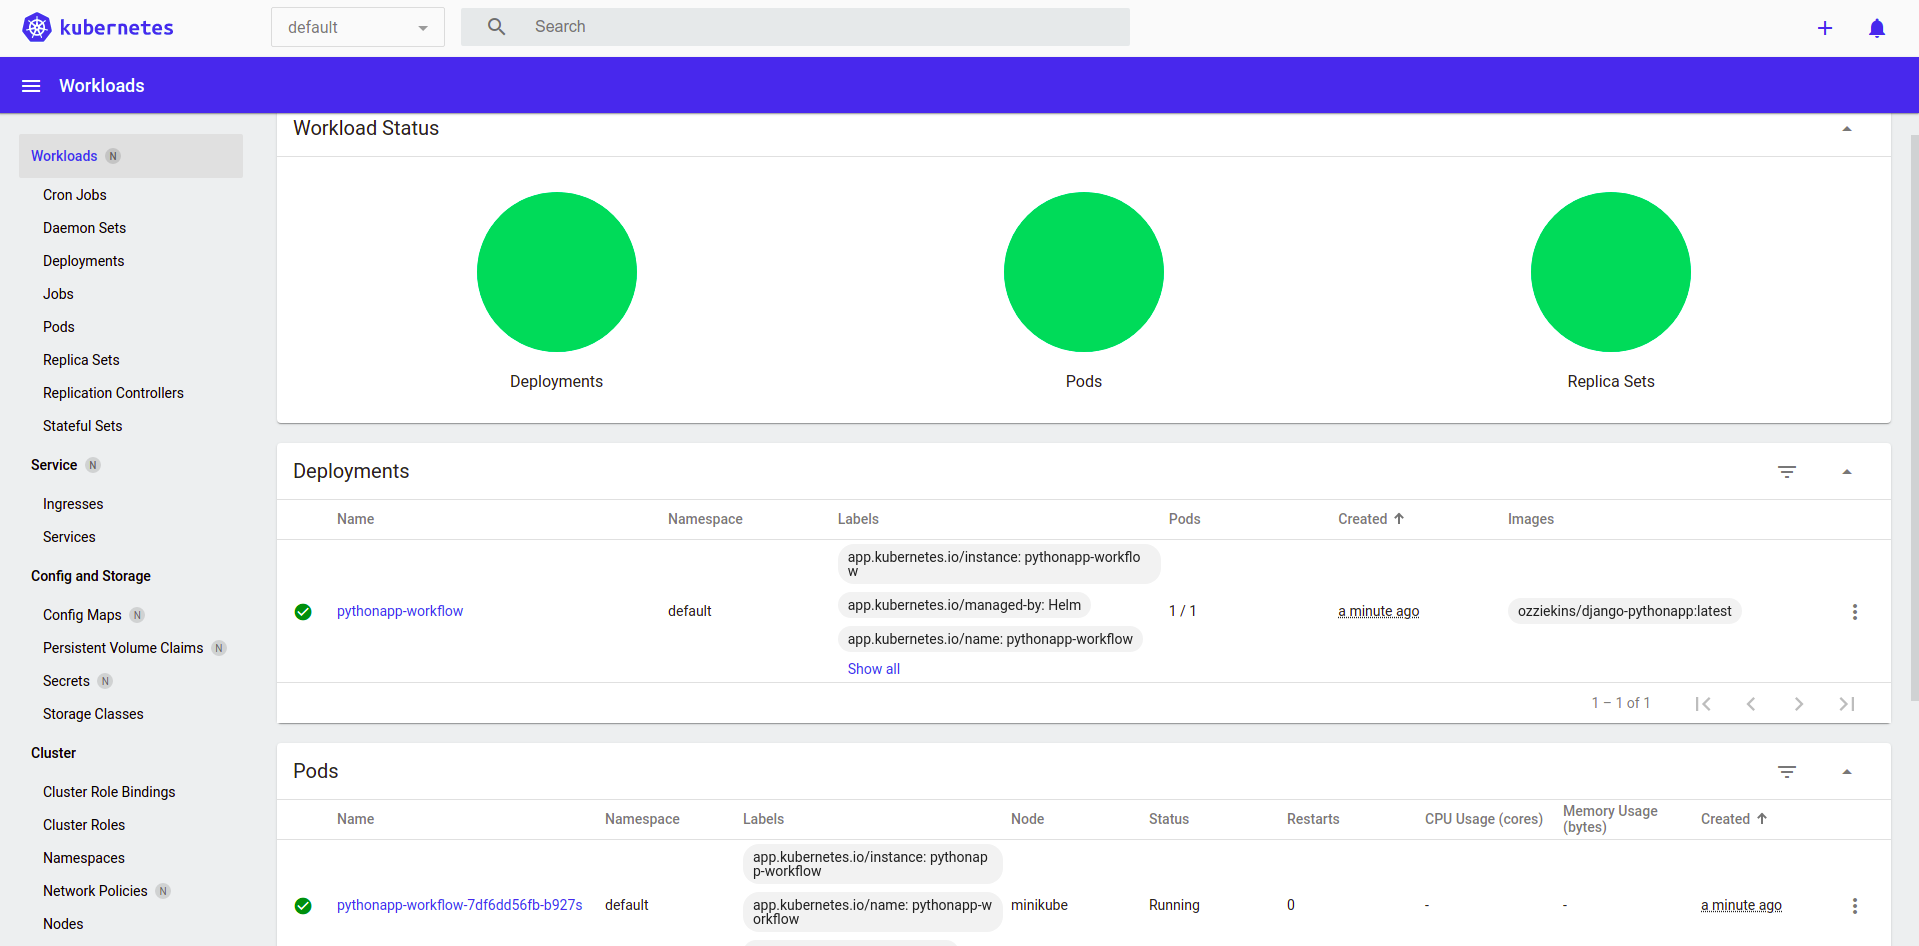 kubernetes
default
Search
Workloads
Workloads N
Cron Jobs
Daemon Sets
Deployments
Jobs
Pods
Replica Sets
Replication Controllers
Stateful Sets
Service N
Ingresses
Services
Config and Storage
Config Maps N
Persistent Volume Claims N
Secrets N
Storage Classes
Cluster
Cluster Role Bindings
Cluster Roles
Namespaces
Network Policies N
Nodes
Workload Status
Deployments
Pods
Replica Sets
Deployments
Name Namespace Labels Pods Created Images
app.kubernetes.io/instance: pythonapp-workflo
w
app.kubernetes.io/managed-by: Helm
pythonapp-workflow default 1 / 1 a minute ago ozziekins/django-pythonapp:latest
app.kubernetes.io/name: pythonapp-workflow
Show all
1 – 1 of 1
Pods
Name Namespace Labels Node Status Restarts CPU Usage (cores) Memory Usage
(bytes) Created
app.kubernetes.io/instance: pythonap
p-workflow
pythonapp-workflow-7df6dd56fb-b927s default app.kubernetes.io/name: pythonapp-w minikube Running 0 - - a minute ago
orkflow